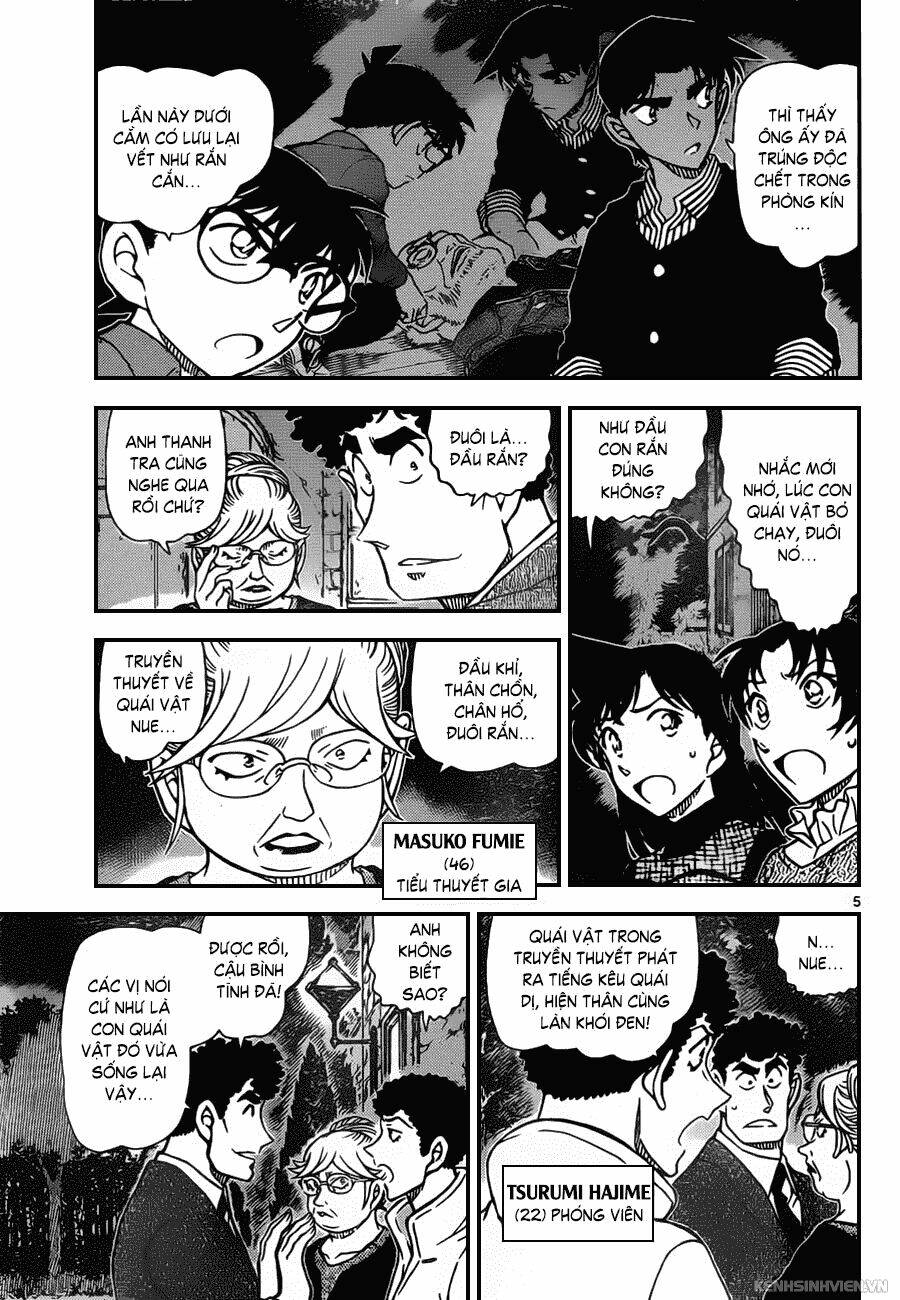 THÌ THẤY
ÔNG ẤY ĐÃ
TRÚNG ĐỘC
CHẾT TRONG
PHÒNG KÍN
...
LẦN NÀY DƯỚI
CẰM CÓ LƯU LẠI
VẾT NHƯ RẮN
CẮN...
NHẮC MỚI
NHỚ, LÚC CON
QUÁI VẬT BỎ
CHẠY, ĐUÔI
NÓ...
NHƯ ĐẦU
CON RẮN
ĐÚNG
KHÔNG?
ĐUÔI LÀ...
ĐẦU RẮN?
ANH THANH
TRA CŨNG
NGHE QUA
RỒI CHỨ?
ĐẦU KHỈ,
THÂN CHỒN,
CHÂN HỔ,
ĐUÔI RẮN...
TRUYỀN
THUYẾT VỀ
QUÁI VẬT
NUE...
MASUKO FUMIE
(46)
TIỂU THUYẾT GIA
5
N...
NUE...
QUÁI VẬT TRONG
TRUYỀN THUYẾT PHÁT
RA TIẾNG KÊU QUÁI
DỊ, HIỆN THÂN CÙNG
LÀN KHÓI ĐEN!
TSURUMI HAJIME
(22) PHÓNG VIÊN
ANH
KHÔNG
BIẾT
SAO?
ĐƯỢC RỒI,
CẬU BÌNH
TĨNH ĐÃ!
CÁC VỊ NÓI
CỨ NHƯ LÀ
CON QUÁI
VẬT ĐÓ VỪA
SỐNG LẠI
VẬY...
KENHSINHVIEN.VN